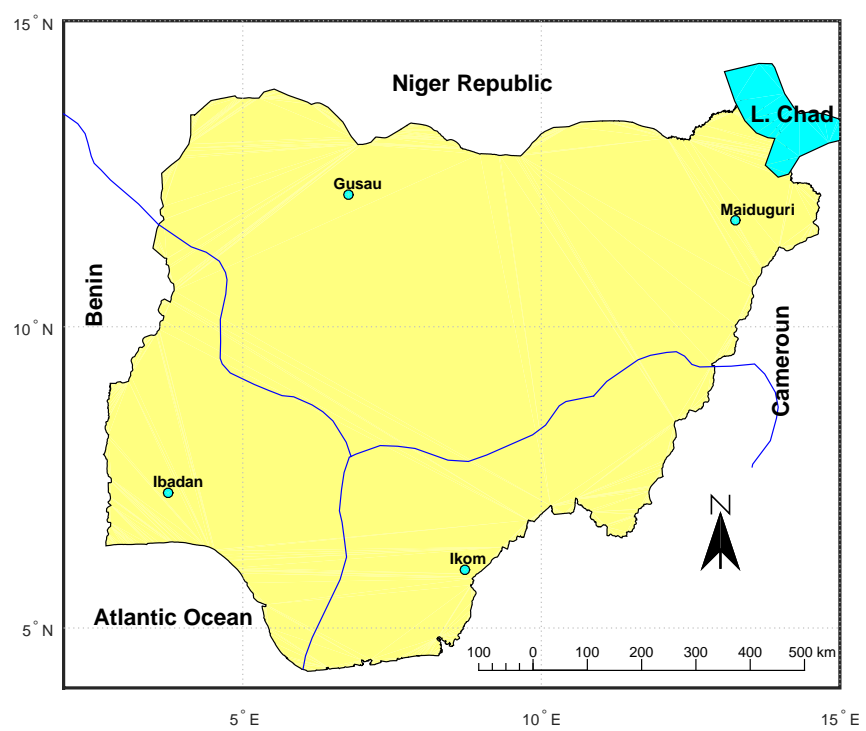 15° N
Niger Republic
L. Chad
Gusau
Maiduguri
Benin
10° N
Cameroun
Ibadan
N
Ikom
Atlantic Ocean
5° N
100 0 100 200 300 400 500 km
5° E 10° E 15° E